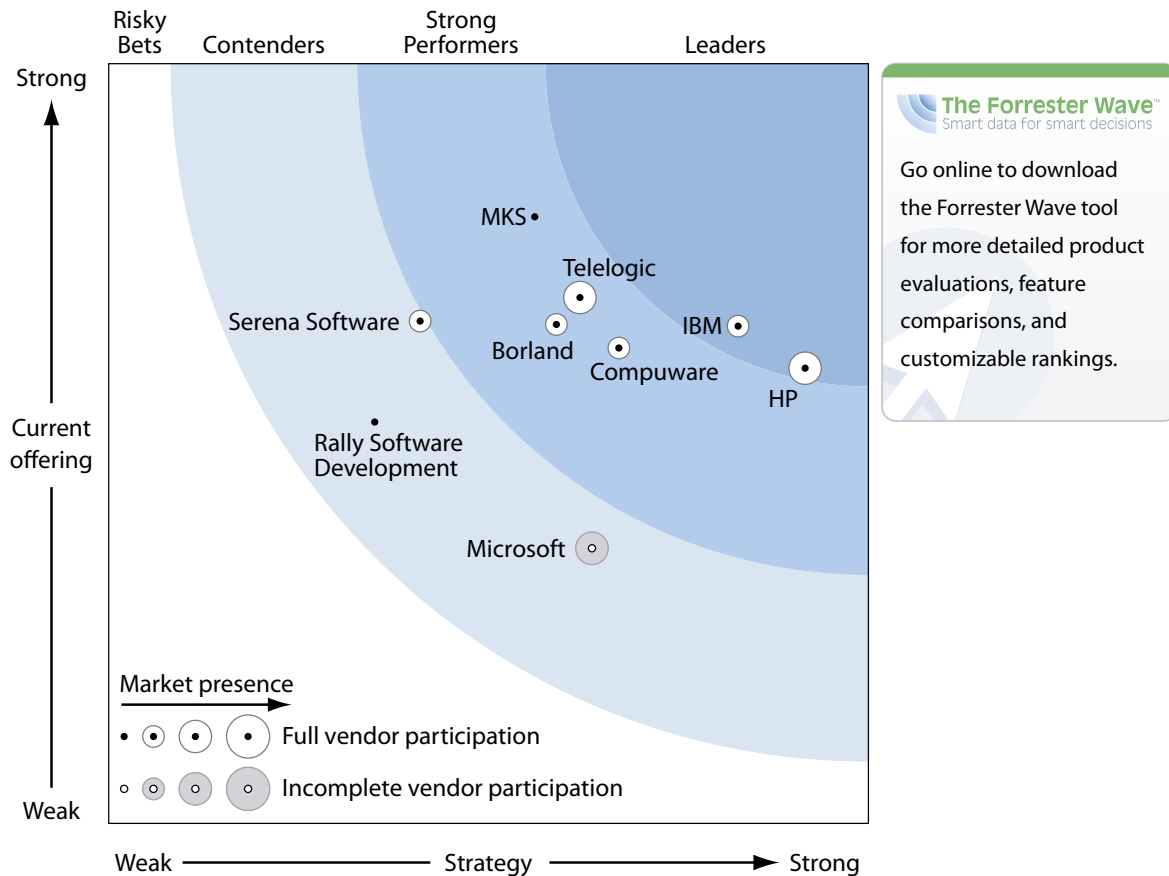 Risky
Bets
Contenders
Strong
Performers
Leaders
Strong
Current
offering
Weak
MKS
Telelogic
Serena Software
Borland
IBM
Compuware
HP
Rally Software
Development
Microsoft
Market presence
Full vendor participation
Incomplete vendor participation
Weak
Strategy
Strong
The Forrester Wave™
Smart data for smart decisions
Go online to download
the Forrester Wave tool
for more detailed product
evaluations, feature
comparisons, and
customizable rankings.